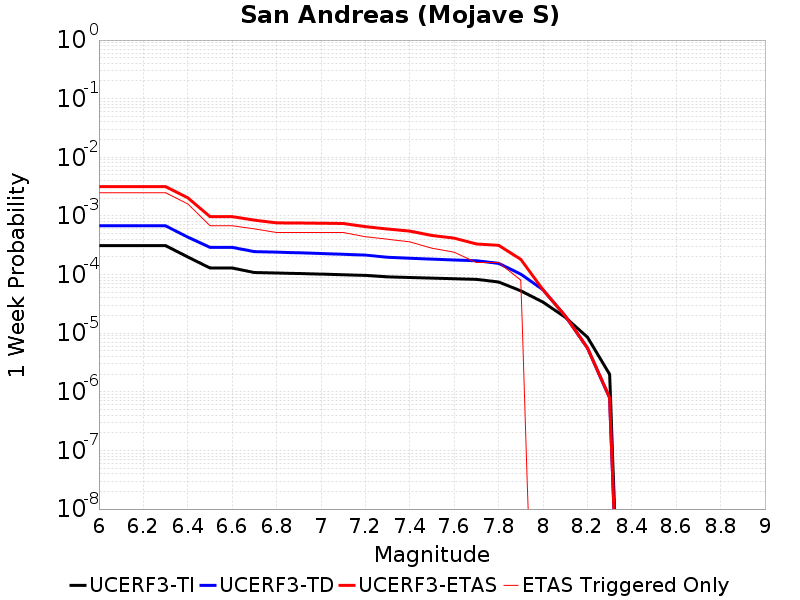 San Andreas (Mojave S)
10^0
10^-1
10^-2
10^-3
10^-4
10^-5
10^-6
10^-7
10^-8
1 Week Probability
6 6.2 6.4 6.6 6.8 7 7.2 7.4 7.6 7.8 8 8.2 8.4 8.6 8.8 9
Magnitude
UCERF3-TI UCERF3-TD UCERF3-ETAS ETAS Triggered Only